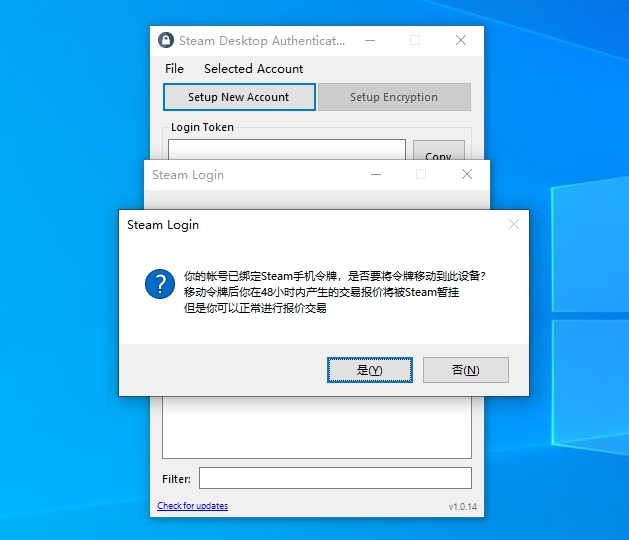 Steam Desktop Authenticat...
File Selected Account
Setup New Account Setup Encryption
Login Token
Copy
Steam Login
Steam Login
你的帐号已绑定Steam手机令牌，是否要将令牌移动到此设备?
移动令牌后你在48小时内产生的交易报价将被Steam暂挂
但是你可以正常进行报价交易
是(Y) 否(N)
Filter:
Check for updates v1.0.14